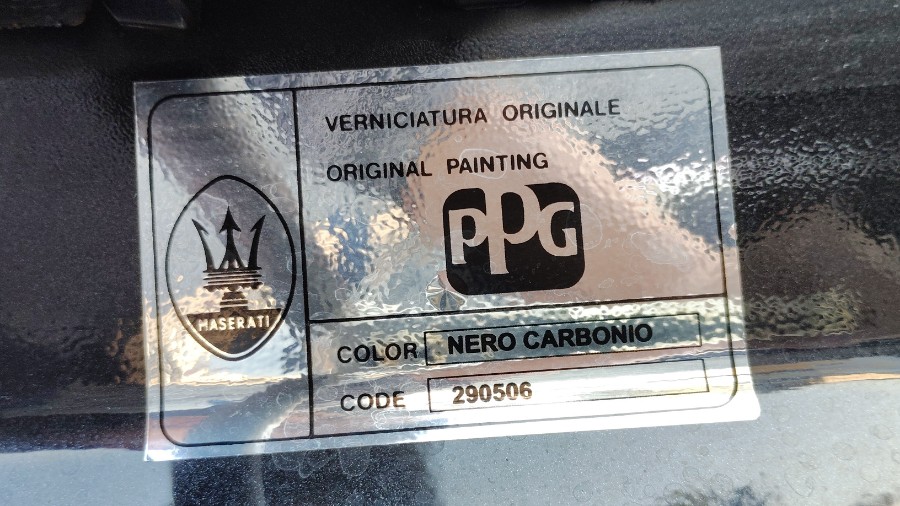 VERNICIATURA ORIGINALE
ORIGINAL PAINTING
PPG
MASERATI
COLOR NERO CARBONIO
CODE 290506